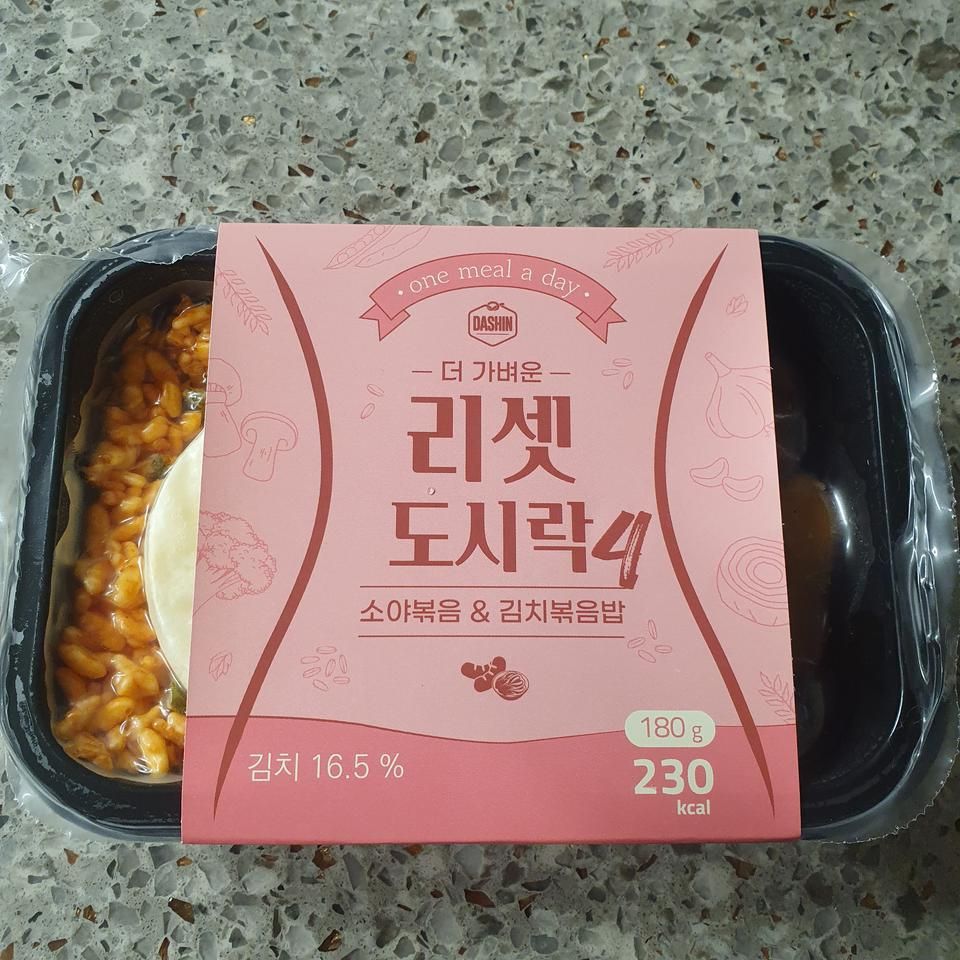 • one meal a day •
DASHIN
– 더 가벼운 –
리셋
도시락4
소야볶음 & 김치볶음밥
180 g
김치 16.5 %
230
kcal